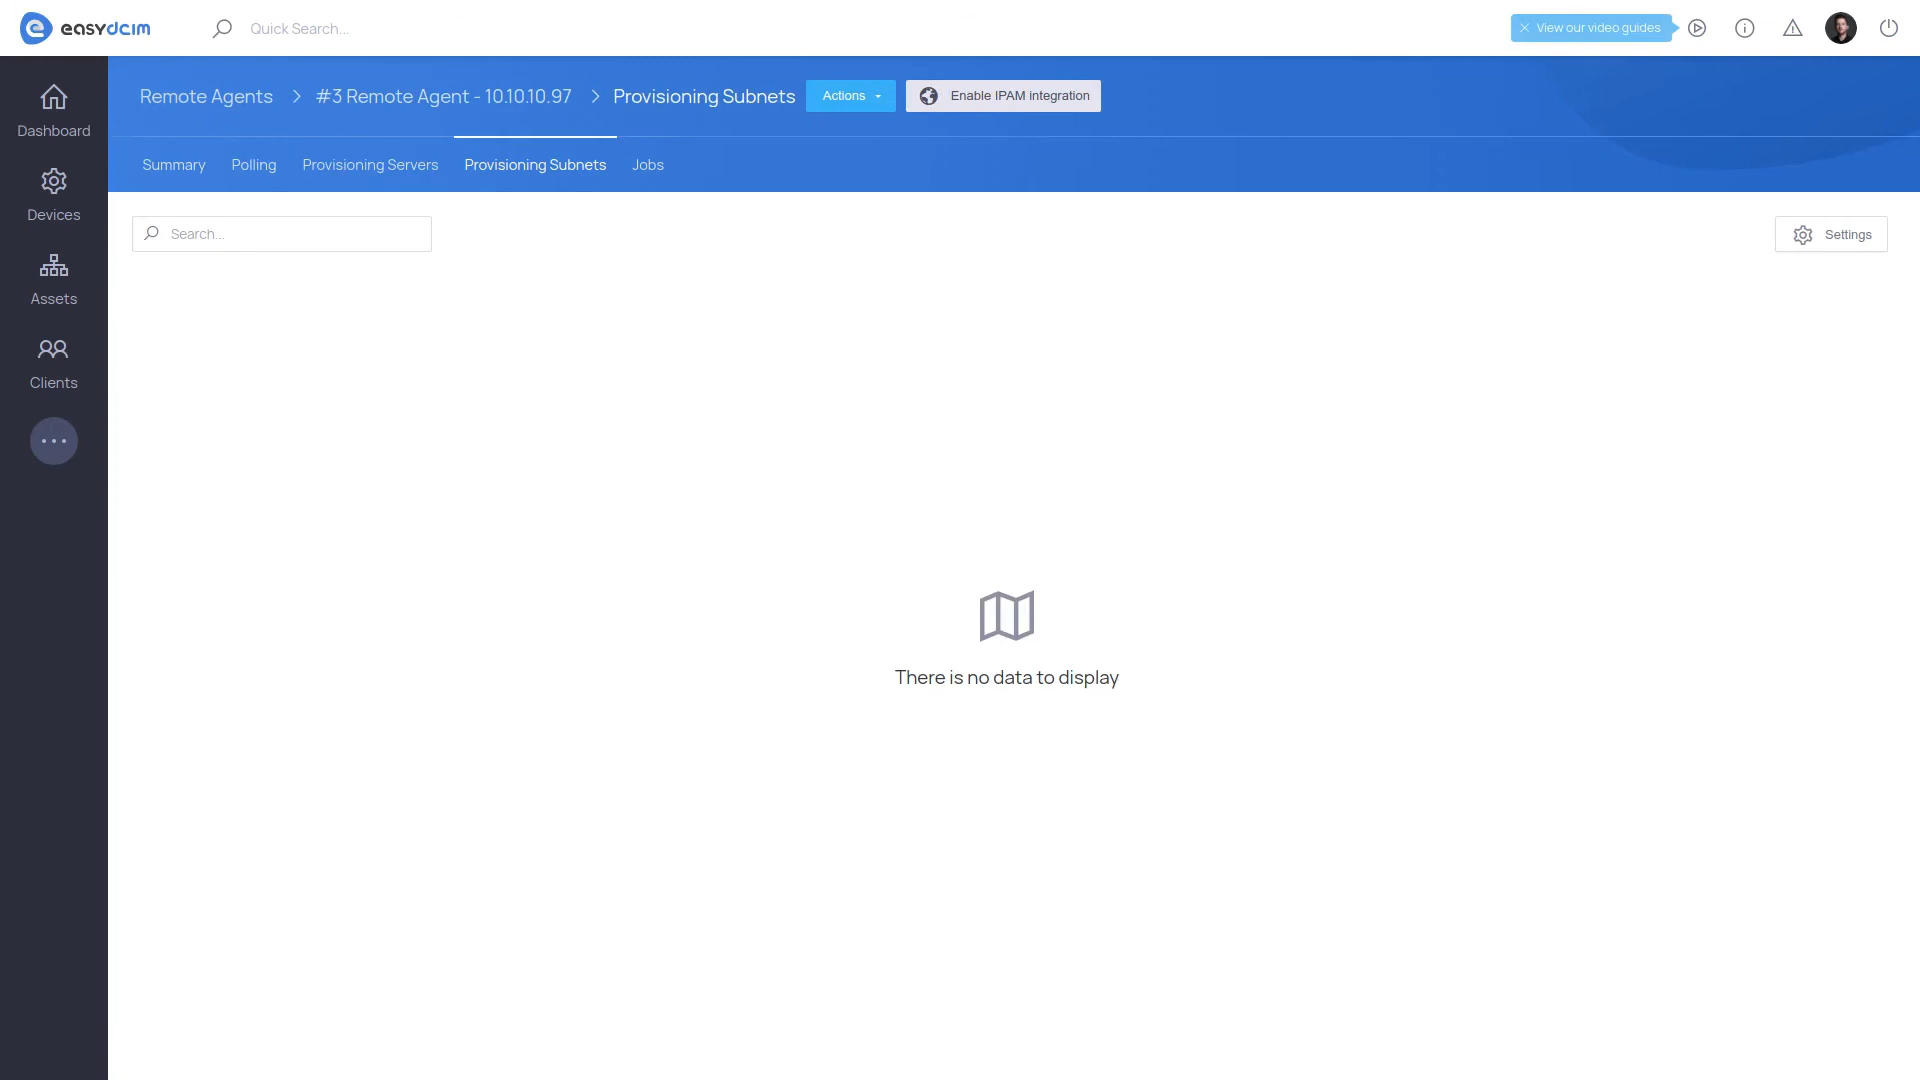 easydcim
Quick Search...
View our video guides
Remote Agents
#3 Remote Agent - 10.10.10.97
Provisioning Subnets
Actions
Enable IPAM integration
Summary
Polling
Provisioning Servers
Provisioning Subnets
Jobs
Dashboard
Devices
Assets
Clients
Search...
Settings
There is no data to display